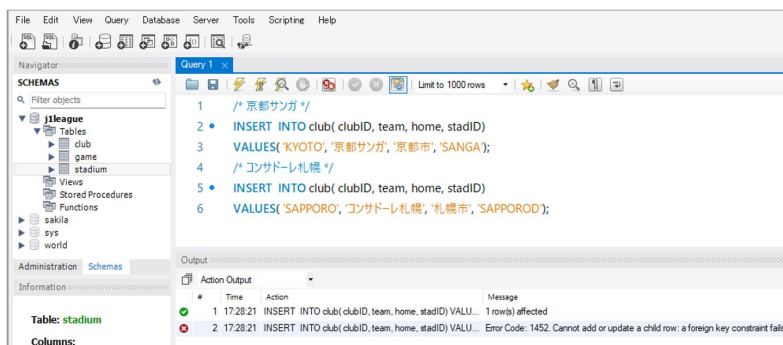 File Edit View Query Database Server Tools Scripting Help
Navigator
Query 1
SCHEMAS
Limit to 1000 rows
Filter objects
j1league
Tables
club
game
stadium
Views
Stored Procedures
Functions
sakila
sys
world
1 /* 京都サンガ */
2 INSERT INTO club( clubID, team, home, stadID)
3 VALUES( 'KYOTO', '京都サンガ', '京都市', 'SANGA');
4 /* コンサドーレ札幌 */
5 INSERT INTO club( clubID, team, home, stadID)
6 VALUES( 'SAPPORO', 'コンサドーレ札幌', '札幌市', 'SAPPOROD');
Administration Schemas
Information
Table: stadium
Columns:
Output
Action Output
# Time Action Message
1 17:28:21 INSERT INTO club( clubID, team, home, stadID) VALU... 1 row(s) affected
2 17:28:21 INSERT INTO club( clubID, team, home, stadID) VALU... Error Code: 1452. Cannot add or update a child row: a foreign key constraint fails